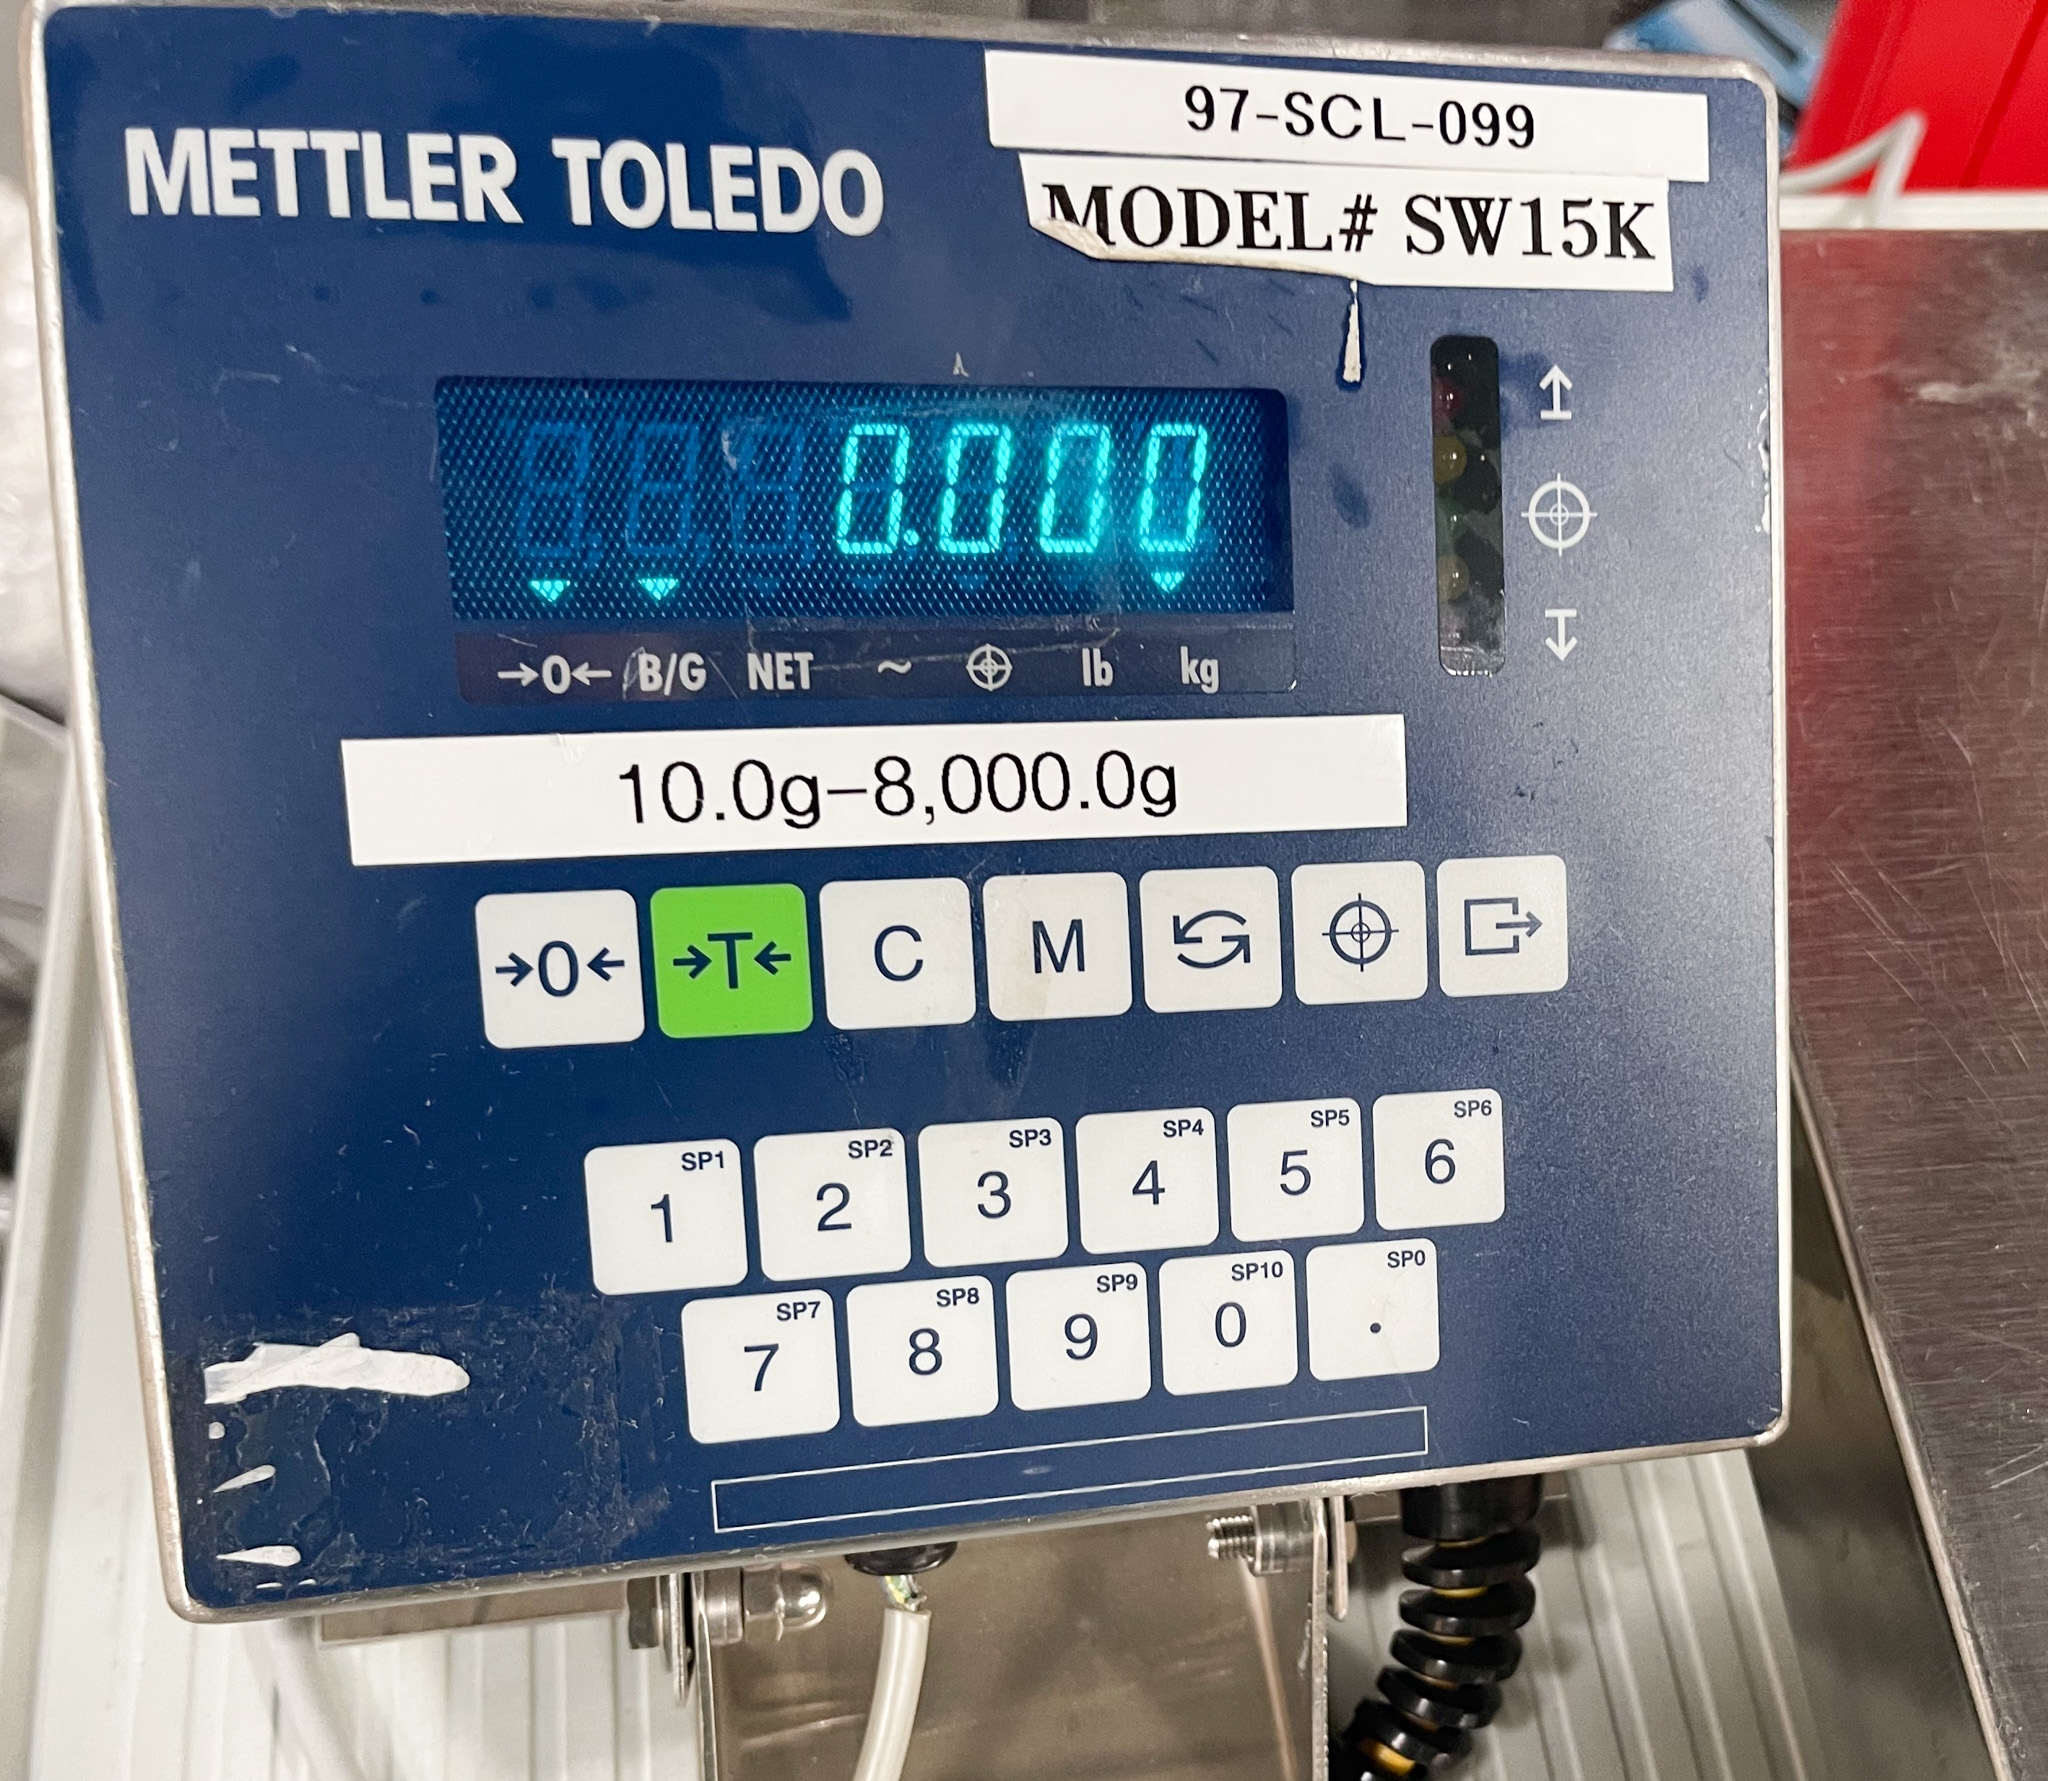 97-SCL-099
METTLER TOLEDO
MODEL# SW15K
0.000
→0← B/G NET ~ lb kg
10.0g-8,000.0g
→0← →T← C M
SP1 SP2 SP3 SP4 SP5 SP6
1 2 3 4 5 6
SP7 SP8 SP9 SP10 SP0
7 8 9 0 .